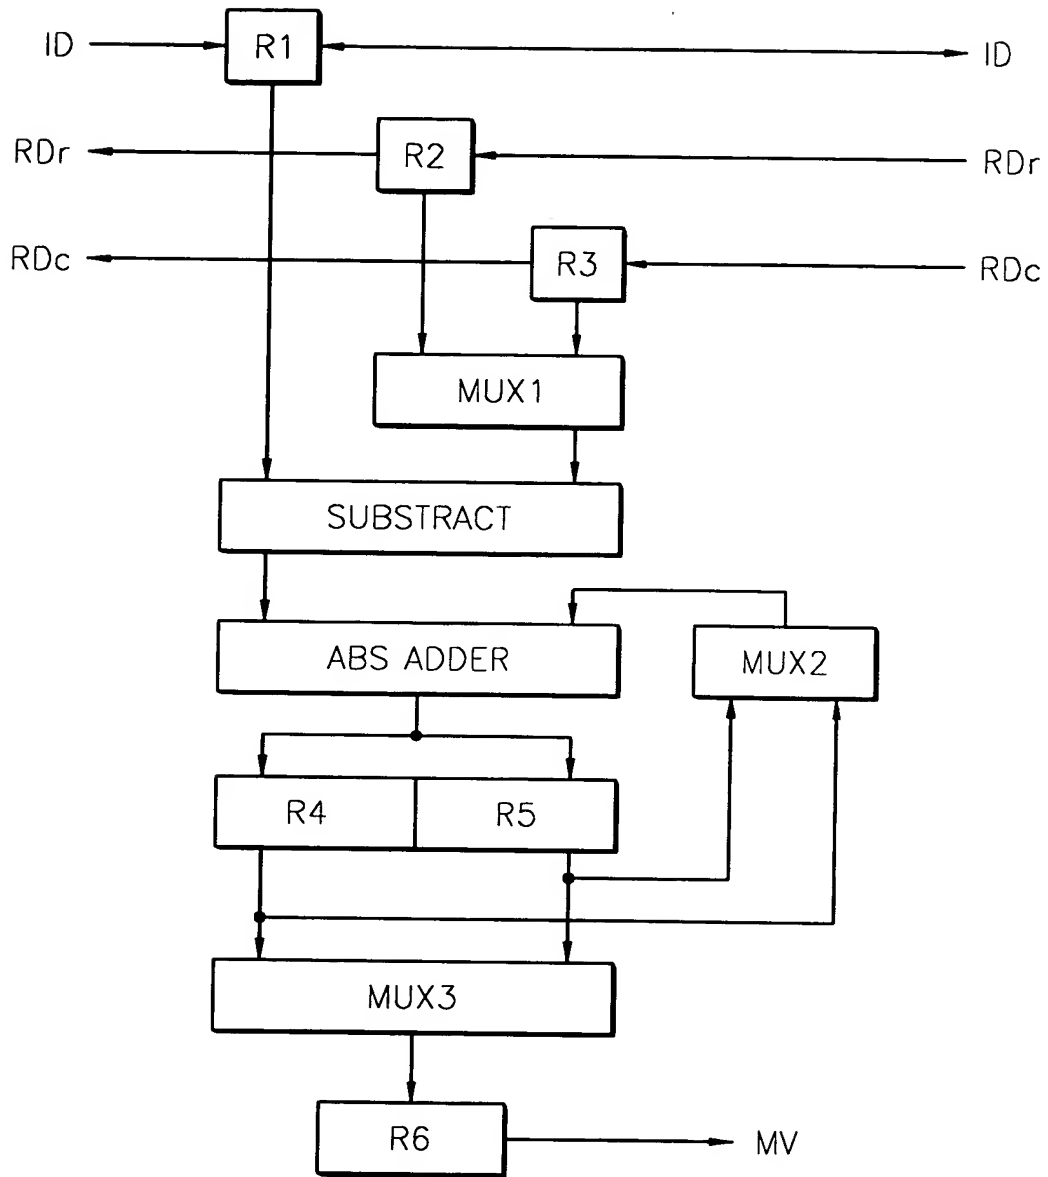 ID
R1
ID
RDr
R2
RDr
RDc
R3
RDc
MUX1
SUBSTRACT
ABS ADDER
MUX2
R4
R5
MUX3
R6
MV